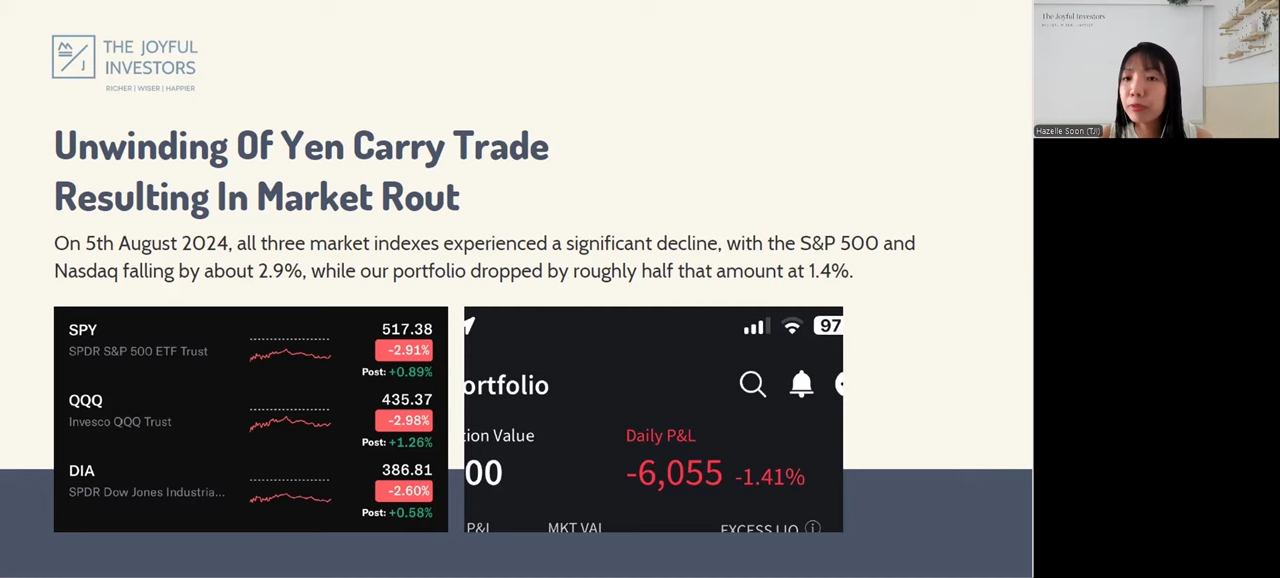 THE JOYFUL
INVESTORS
RICHER | WISER | HAPPIER
Unwinding Of Yen Carry Trade
Resulting In Market Rout
On 5th August 2024, all three market indexes experienced a significant decline, with the S&P 500 and
Nasdaq falling by about 2.9%, while our portfolio dropped by roughly half that amount at 1.4%.
SPY 517.38
SPDR S&P 500 ETF Trust -2.91%
Post: +0.89%
QQQ 435.37
Invesco QQQ Trust -2.98%
Post: +1.26%
DIA 386.81
SPDR Dow Jones Industria... -2.60%
Post: +0.58%
97
ortfolio
ion Value Daily P&L
00 -6,055 -1.41%
P&L MKT VAL EXCESS LIQ
The Joyful Investors
Hazelle Soon (TJI)